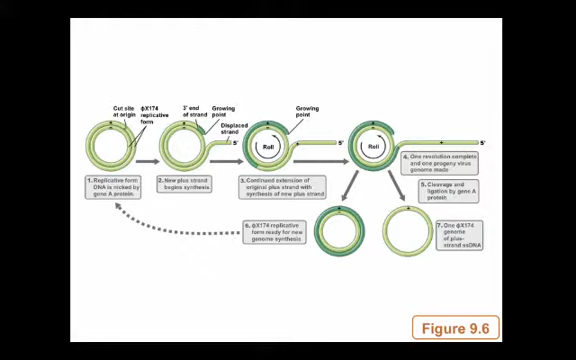 Cut site
at origin
ϕX174
replicative
form
3' end
of strand
Growing
point
Displaced
strand
5'
Growing
point
5'
5'
Roll
Roll
1. Replicative form
DNA is nicked by
gene A protein.
2. New plus strand
begins synthesis.
3. Continued extension of
original plus strand with
synthesis of new plus strand
4. One revolution complete
and one progeny virus
genome made
5. Cleavage and
ligation by gene A
protein
6. ϕX174 replicative
form ready for new
genome synthesis
7. One ϕX174
genome
of plus-
strand ssDNA
Figure 9.6